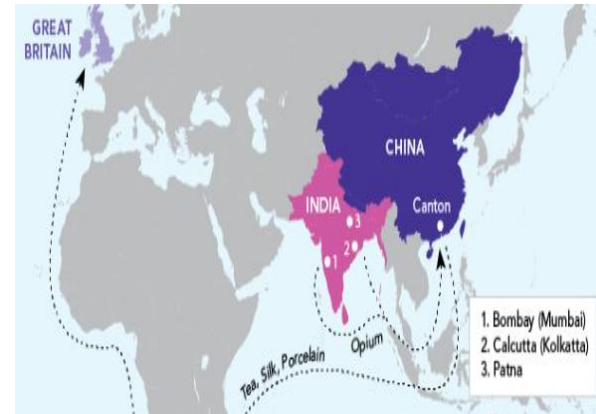 GREAT
BRITAIN
CHINA
INDIA
Canton
3
2
1
Opium
Tea, Silk, Porcelain
1. Bombay (Mumbai)
2. Calcutta (Kolkatta)
3. Patna